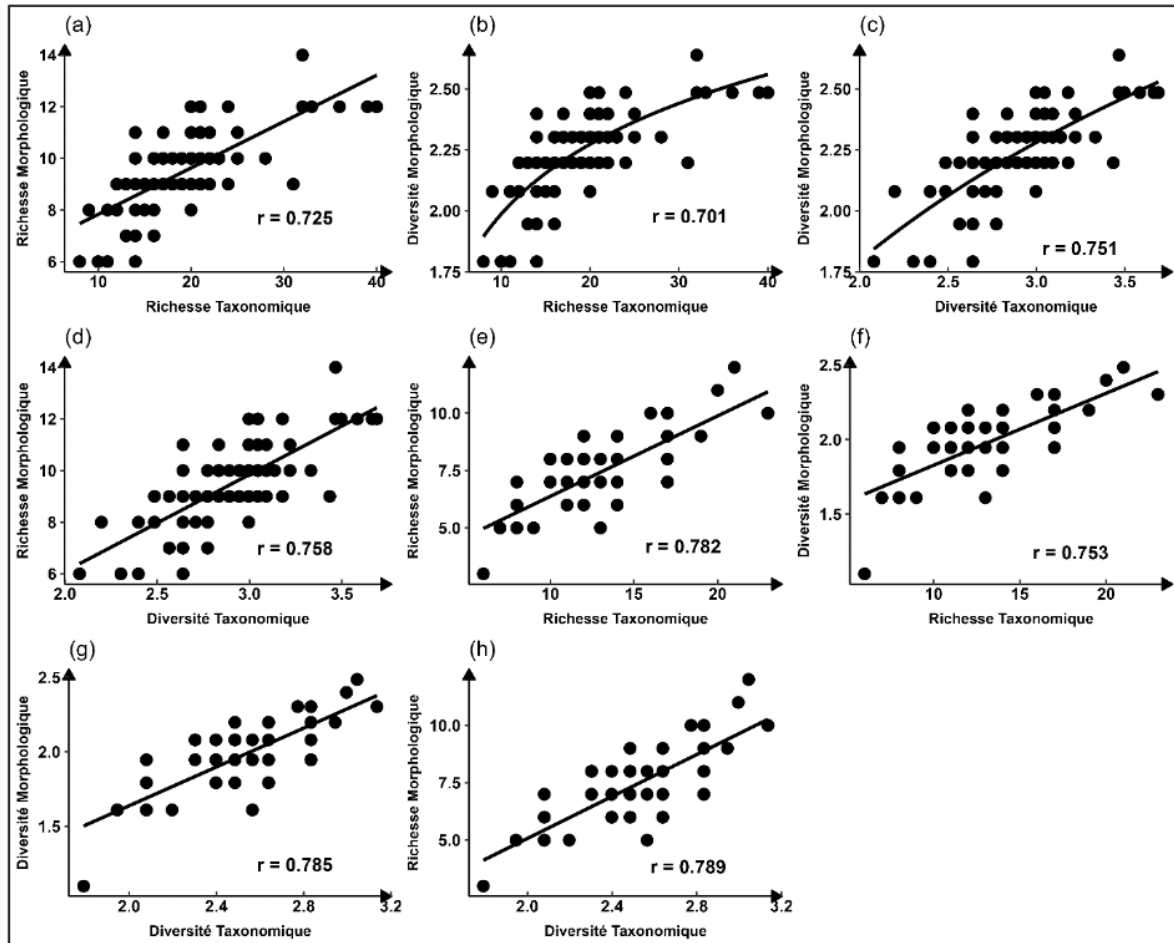 (a)
Richesse Morphologique
14
12
10
8
6
10
20
30
40
r = 0.725
Richesse Taxonomique
(b)
Diversité Morphologique
2.50
2.25
2.00
1.75
10
20
30
40
r = 0.701
Richesse Taxonomique
(c)
Diversité Morphologique
2.50
2.25
2.00
1.75
2.0
2.5
3.0
3.5
r = 0.751
Diversité Taxonomique
(d)
Richesse Morphologique
14
12
10
8
6
2.0
2.5
3.0
3.5
r = 0.758
Diversité Taxonomique
(e)
Richesse Morphologique
10.0
7.5
5.0
10
15
20
r = 0.782
Richesse Taxonomique
(f)
Diversité Morphologique
2.5
2.0
1.5
10
15
20
r = 0.753
Richesse Taxonomique
(g)
Diversité Morphologique
2.5
2.0
1.5
2.0
2.4
2.8
3.2
r = 0.785
Diversité Taxonomique
(h)
Richesse Morphologique
10.0
7.5
5.0
2.0
2.4
2.8
3.2
r = 0.789
Diversité Taxonomique